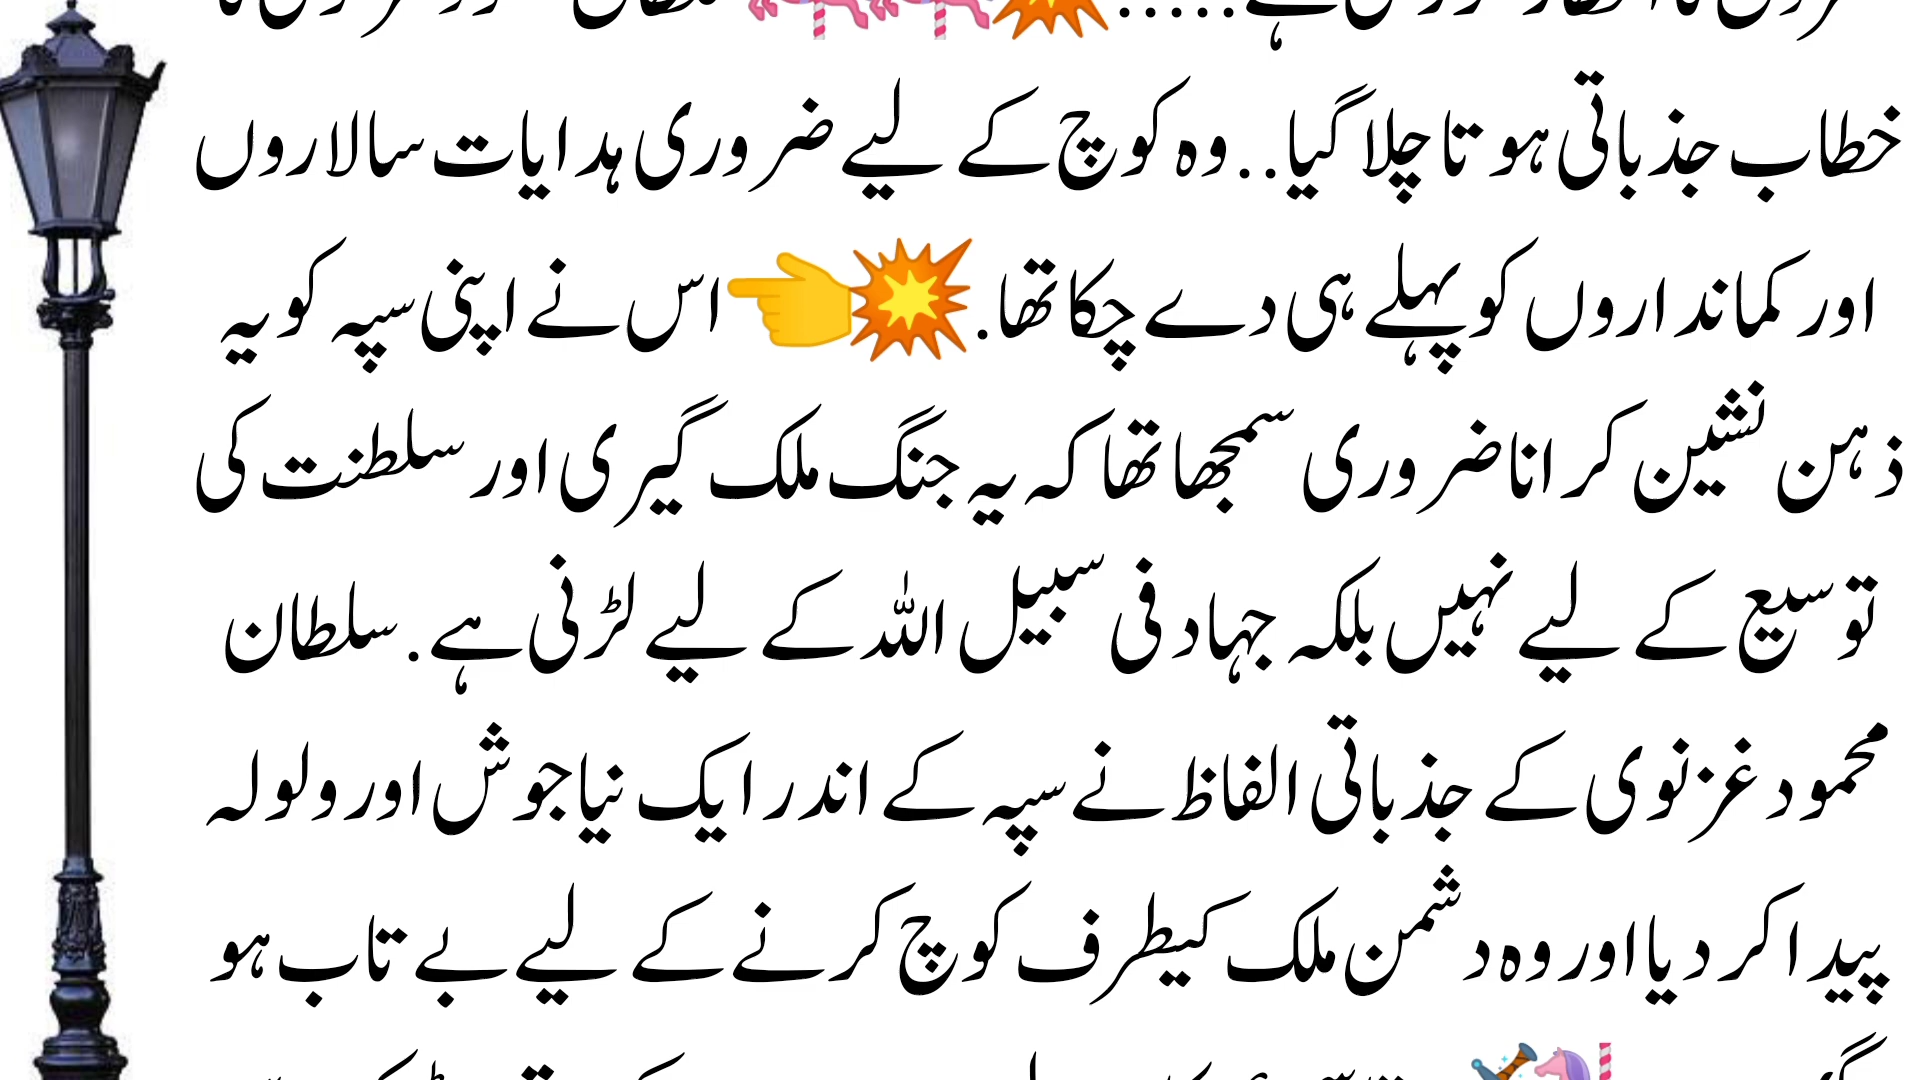 خطاب جذباتی ہوتا چلا گیا..وہ کوچ کے لیے ضروری ہدایات سالاروں
اور کمانداروں کو پہلے ہی دے چکا تھا.💥👈اس نے اپنی سپہ کو یہ
ذہن نشین کرانا ضروری سمجھا تھا کہ یہ جنگ ملک گیری اور سلطنت کی
توسیع کے لیے نہیں بلکہ جہاد فی سبیل اللہ کے لیے لڑنی ہے.سلطان
محمود غزنوی کے جذباتی الفاظ نے سپہ کے اندر ایک نیا جوش اور ولولہ
پیدا کر دیا اور وہ دشمن ملک کیطرف کوچ کرنے کے لیے بے تاب ہو